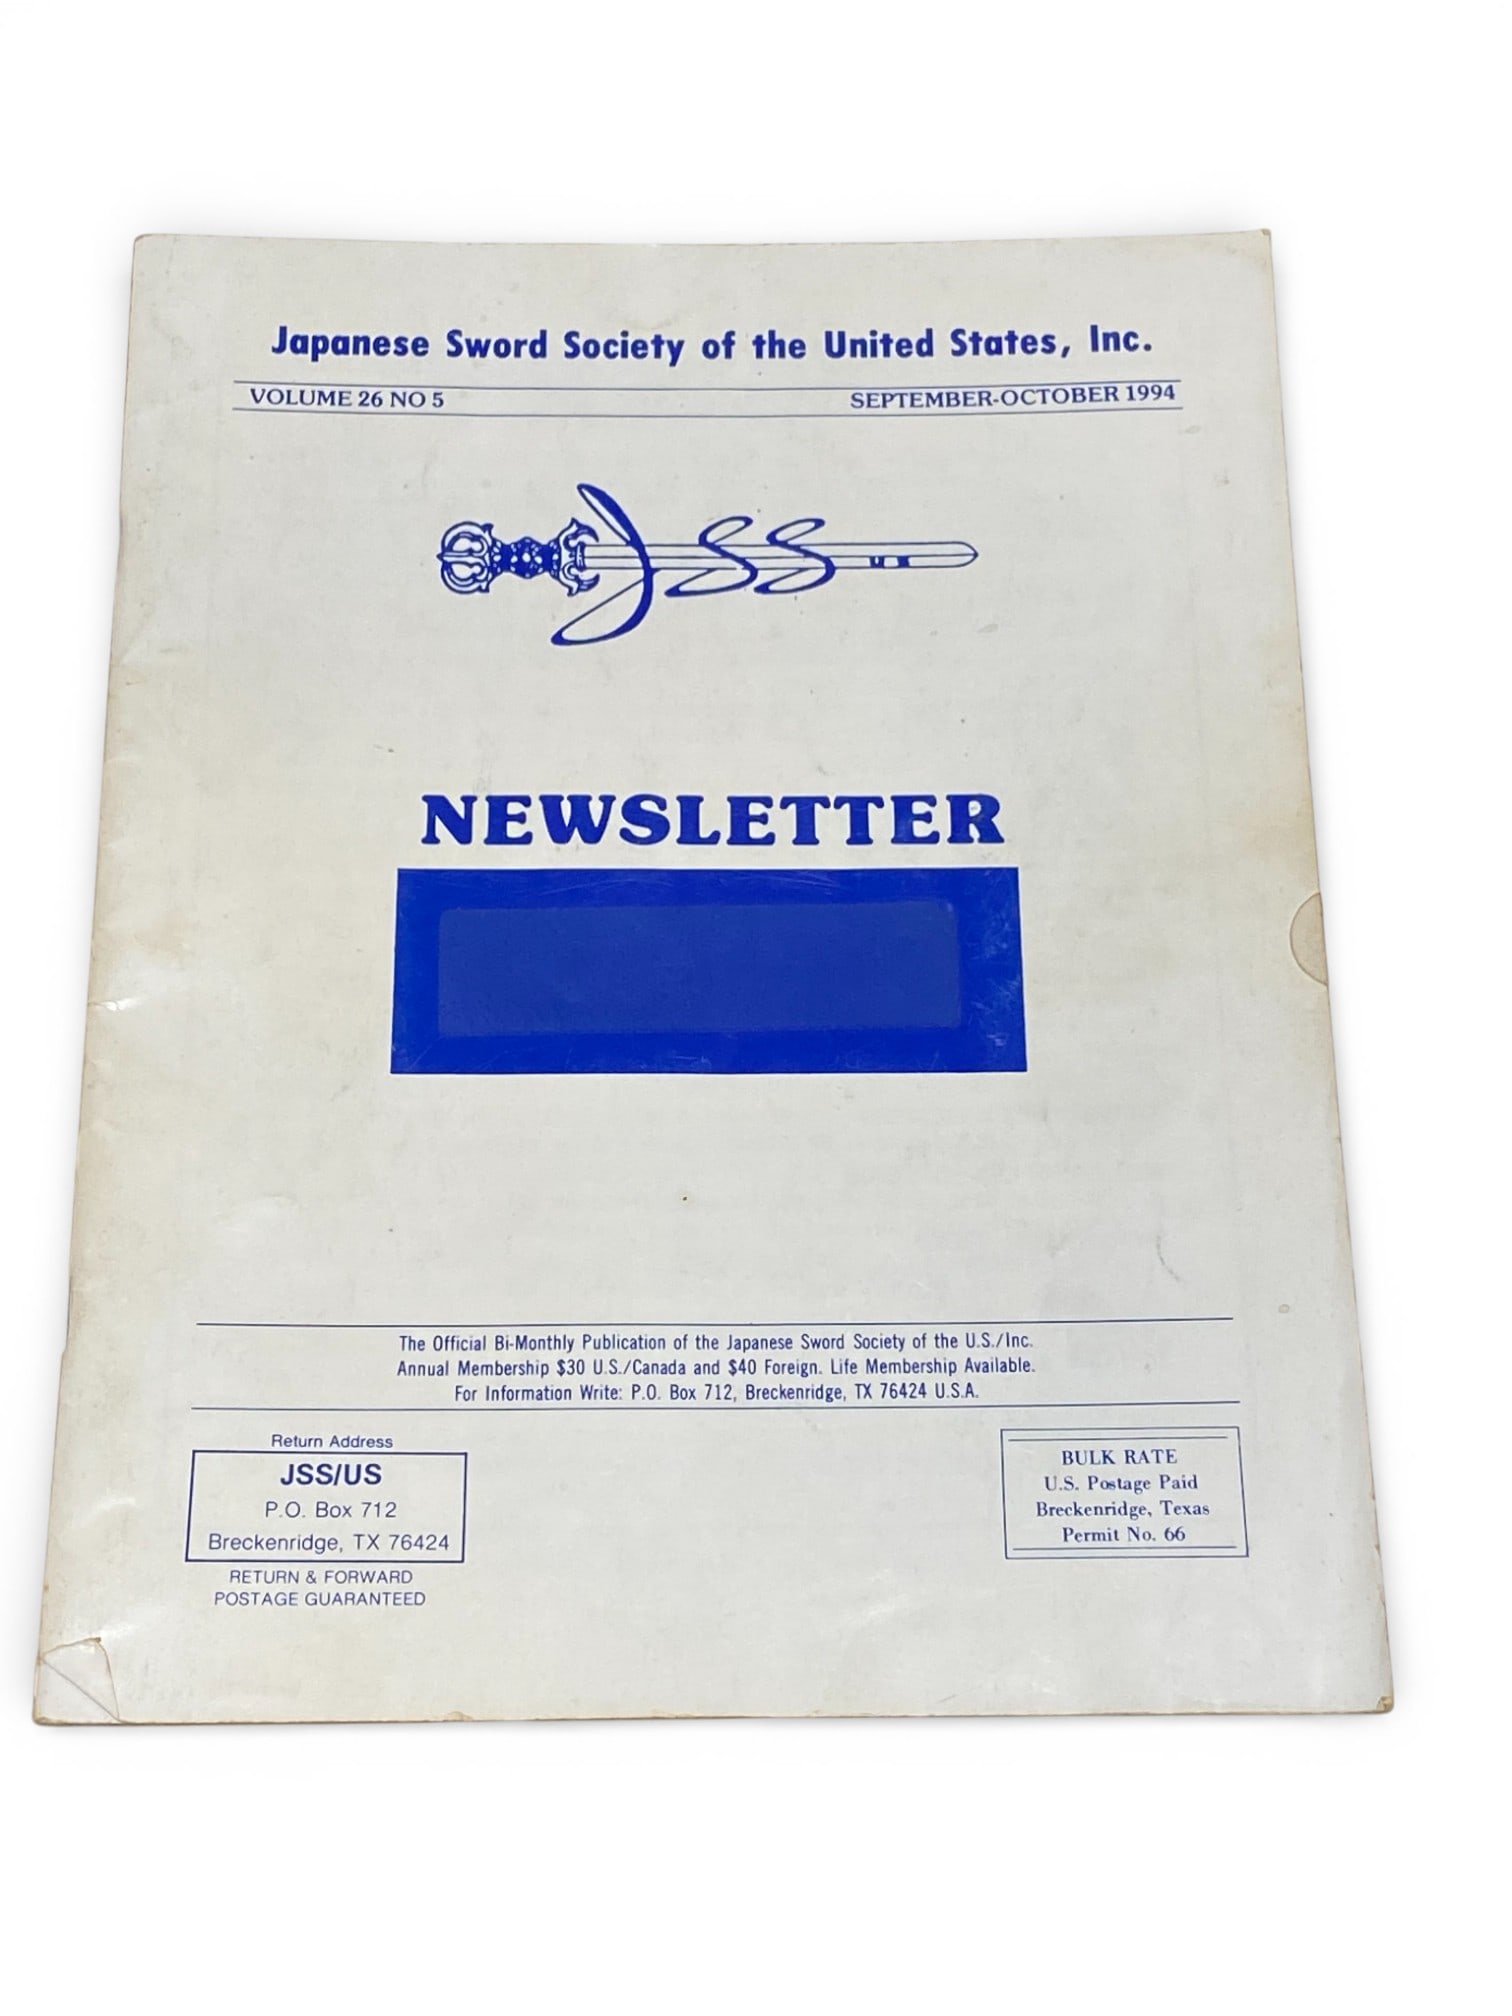 Japanese Sword Society of the United States, Inc.
VOLUME 26 NO 5 SEPTEMBER-OCTOBER 1994
JSS
US
NEWSLETTER
The Official Bi-Monthly Publication of the Japanese Sword Society of the U.S./Inc.
Annual Membership $30 U.S./Canada and $40 Foreign. Life Membership Available.
For Information Write: P.O. Box 712, Breckenridge, TX 76424 U.S.A.
Return Address
JSS/US
P.O. Box 712
Breckenridge, TX 76424
RETURN & FORWARD
POSTAGE GUARANTEED
BULK RATE
U.S. Postage Paid
Breckenridge, Texas
Permit No. 66